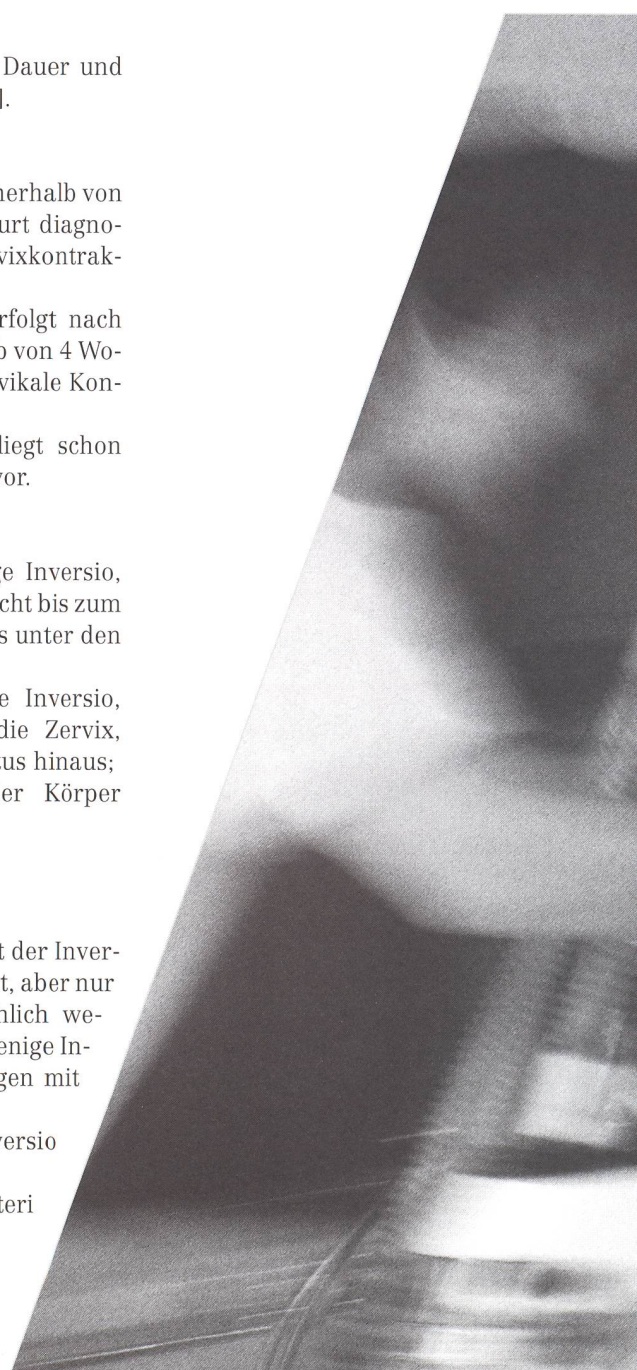 Dauer und
].
nerhalb von
urt diagno-
vixkontrak-
rfolgt nach
o von 4 Wo-
vikale Kon-
liegt schon
vor.
ge Inversio,
cht bis zum
s unter den
e Inversio,
die Zervix,
tus hinaus;
er Körper
t der Inver-
t, aber nur
nlich we-
enige In-
gen mit
versio
teri